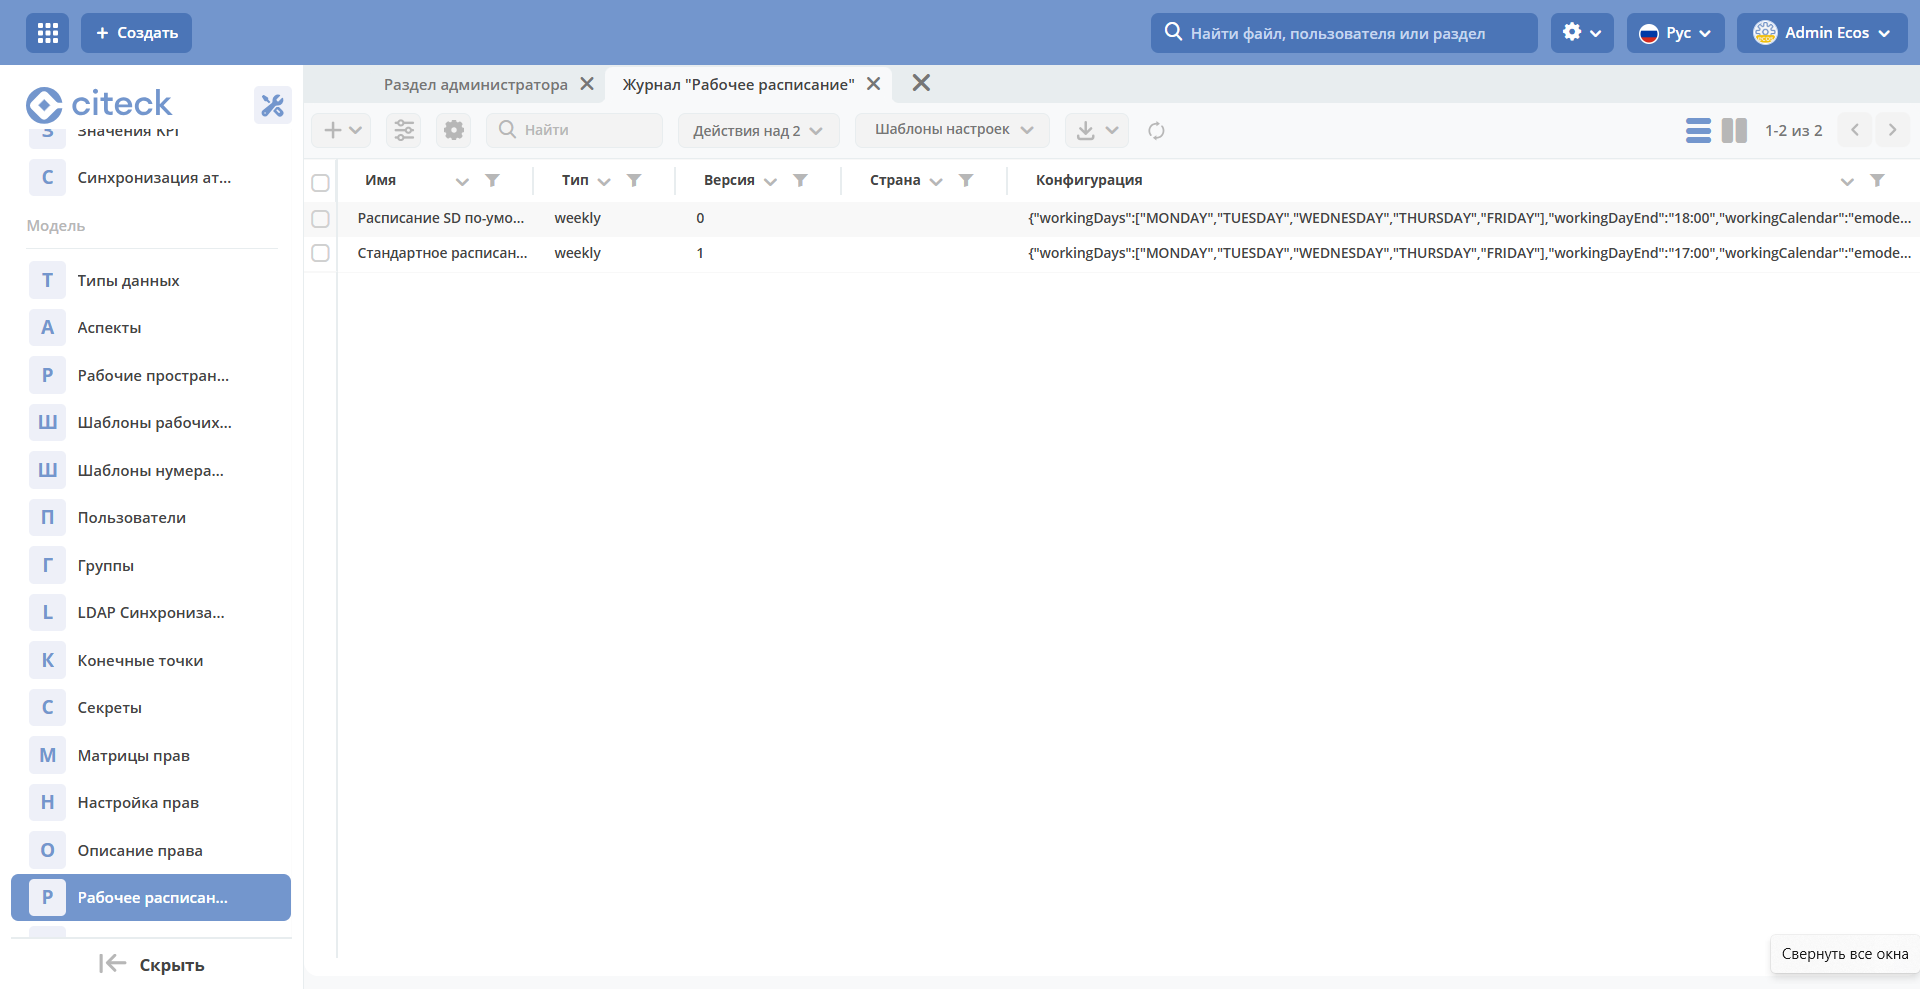 Создать
Найти файл, пользователя или раздел
Рус
Admin Ecos
citeck
Раздел администратора
Журнал "Рабочее расписание"
Найти
Действия над 2
Шаблоны настроек
1-2 из 2
З Значения KPI
С Синхронизация ат...
Модель
Т Типы данных
А Аспекты
Р Рабочие простран...
Ш Шаблоны рабочих...
Ш Шаблоны нумера...
П Пользователи
Г Группы
L LDAP Синхрониза...
К Конечные точки
С Секреты
М Матрицы прав
Н Настройка прав
О Описание права
Р Рабочее расписан...
Скрыть
Имя Тип Версия Страна Конфигурация
Расписание SD по-умо... weekly 0 {"workingDays":["MONDAY","TUESDAY","WEDNESDAY","THURSDAY","FRIDAY"],"workingDayEnd":"18:00","workingCalendar":"emode...
Стандартное расписан... weekly 1 {"workingDays":["MONDAY","TUESDAY","WEDNESDAY","THURSDAY","FRIDAY"],"workingDayEnd":"17:00","workingCalendar":"emode...
Свернуть все окна